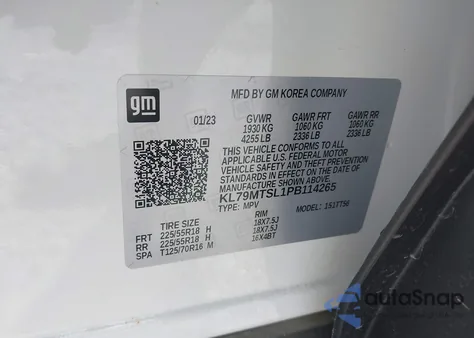 gm
MFD BY GM KOREA COMPANY
01/23 GVWR GAWR FRT GAWR RR
1930 KG 1060 KG 1060 KG
4255 LB 2336 LB 2336 LB
THIS VEHICLE CONFORMS TO ALL
APPLICABLE U.S. FEDERAL MOTOR
VEHICLE SAFETY AND THEFT PREVENTION
STANDARDS IN EFFECT ON THE DATE OF
MANUFACTURE SHOWN ABOVE.
KL79MTSL1PB114265
TYPE: MPV MODEL: 1S1TT56
TIRE SIZE RIM
FRT 225/55R18 H 18X7.5J
RR 225/55R18 H 18X7.5J
SPA T125/70R16 M 16X4BT
autoSnap